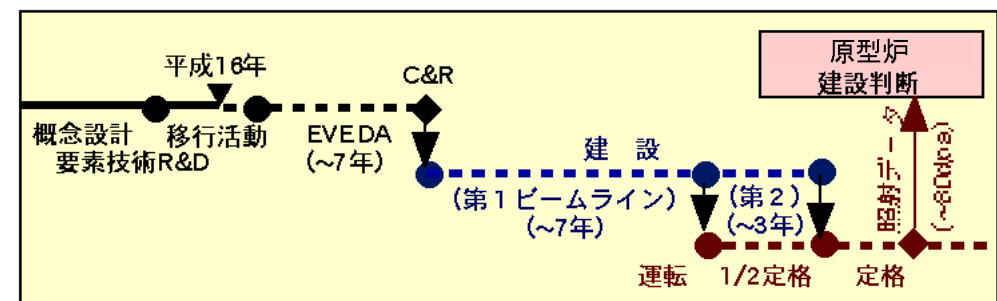 原型炉
建設判断
平成16年
C&R
概念設計
要素技術R&D
移行活動
EVEDA
(~7年)
建 設
(第1ビームライン)
(~7年)
(第2)
(~3年)
照射データ
(~80dpa)
運転 1/2定格 定格